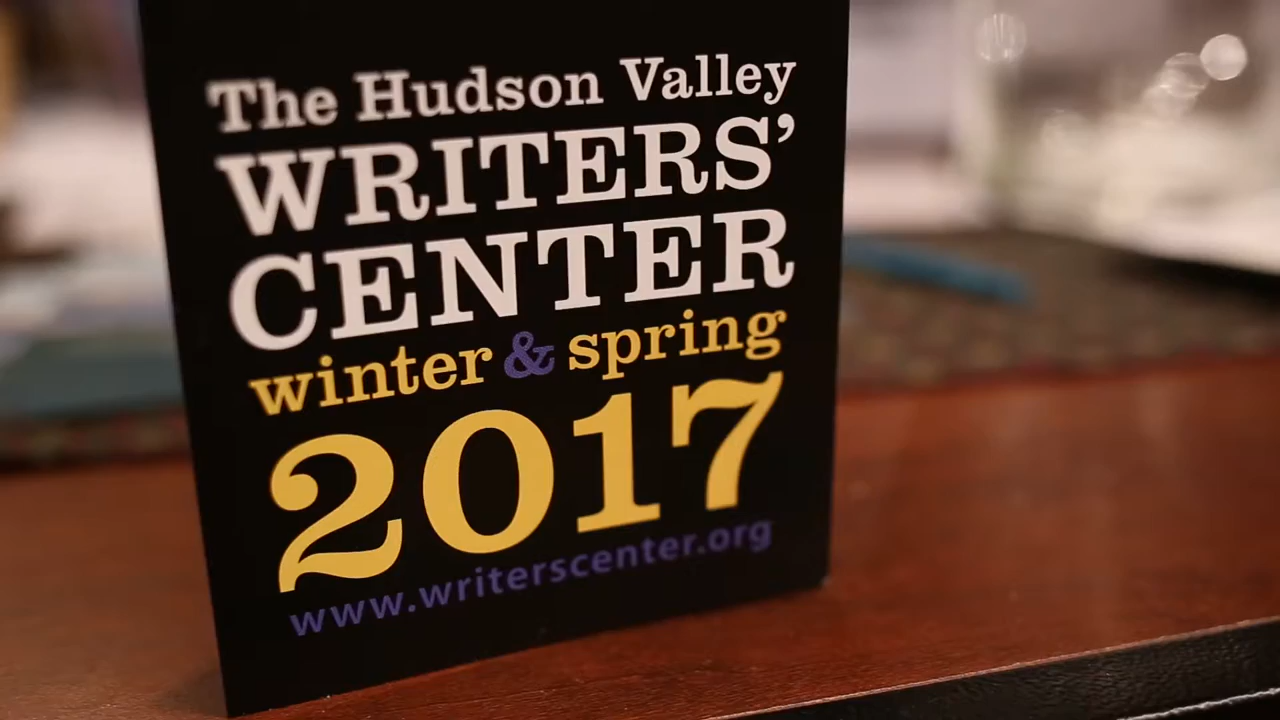 The Hudson Valley
WRITERS’
CENTER
winter & spring
2017
www.writerscenter.org